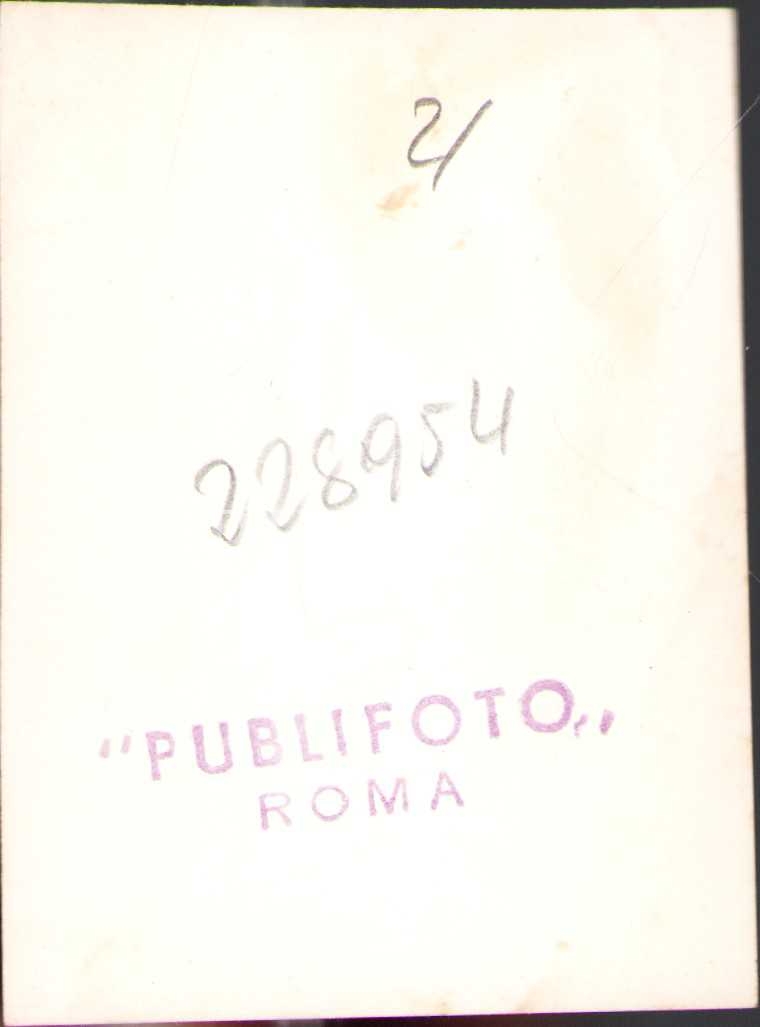 2/
228954
"PUBLIFOTO„
ROMA